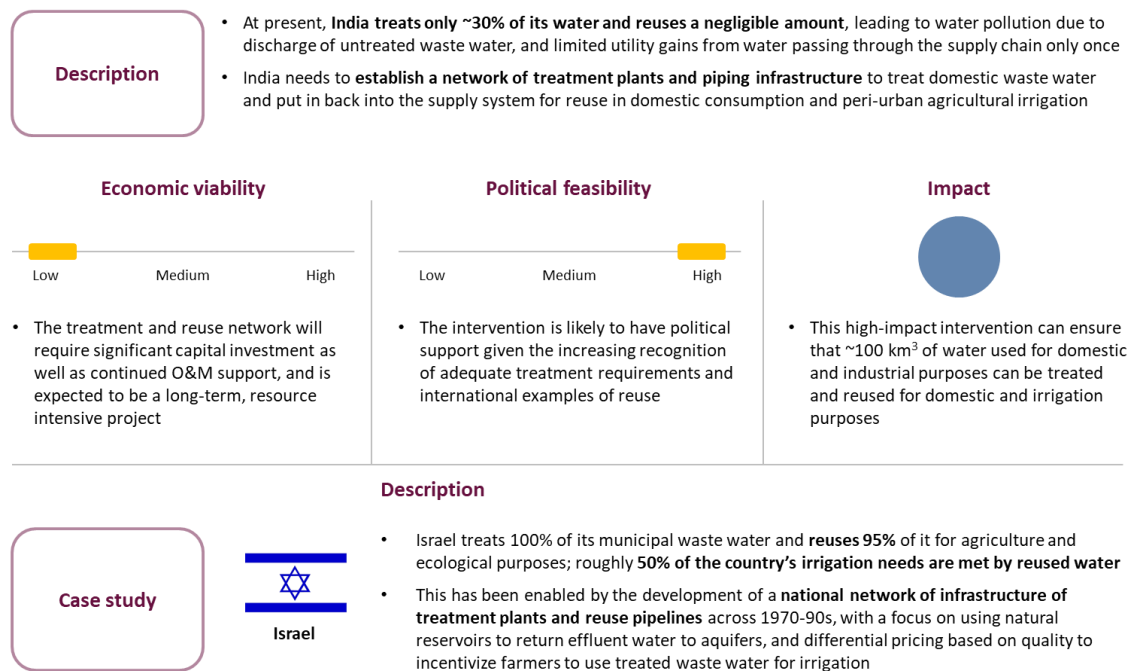 Description
• At present, India treats only ~30% of its water and reuses a negligible amount, leading to water pollution due to
discharge of untreated waste water, and limited utility gains from water passing through the supply chain only once
• India needs to establish a network of treatment plants and piping infrastructure to treat domestic waste water
and put in back into the supply system for reuse in domestic consumption and peri-urban agricultural irrigation
Economic viability
Low Medium High
• The treatment and reuse network will
require significant capital investment as
well as continued O&M support, and is
expected to be a long-term, resource
intensive project
Political feasibility
Low Medium High
• The intervention is likely to have political
support given the increasing recognition
of adequate treatment requirements and
international examples of reuse
Impact
• This high-impact intervention can ensure
that ~100 km³ of water used for domestic
and industrial purposes can be treated
and reused for domestic and irrigation
purposes
Case study
Israel
Description
• Israel treats 100% of its municipal waste water and reuses 95% of it for agriculture and
ecological purposes; roughly 50% of the country's irrigation needs are met by reused water
• This has been enabled by the development of a national network of infrastructure of
treatment plants and reuse pipelines across 1970-90s, with a focus on using natural
reservoirs to return effluent water to aquifers, and differential pricing based on quality to
incentivize farmers to use treated waste water for irrigation